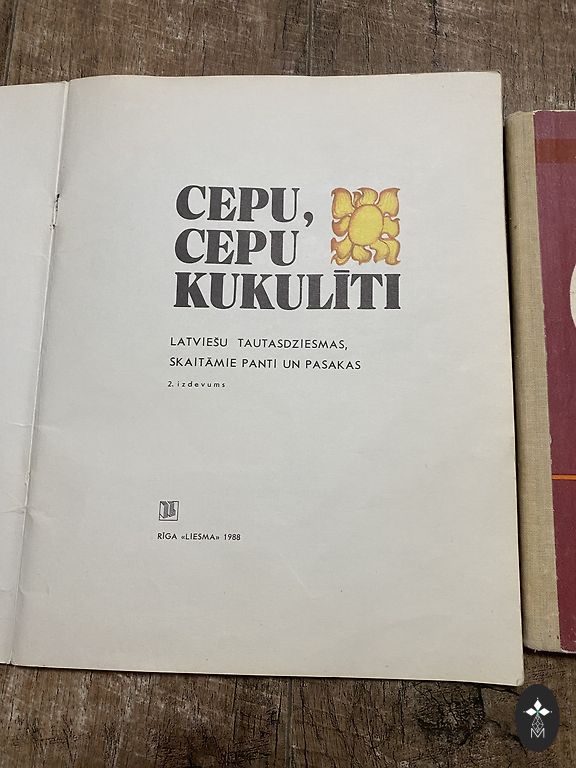 CEPU,
CEPU
KUKULĪTI
LATVIEŠU TAUTASDZIESMAS,
SKAITĀMIE PANTI UN PASAKAS
2. izdevums
RĪGA «LIESMA» 1988